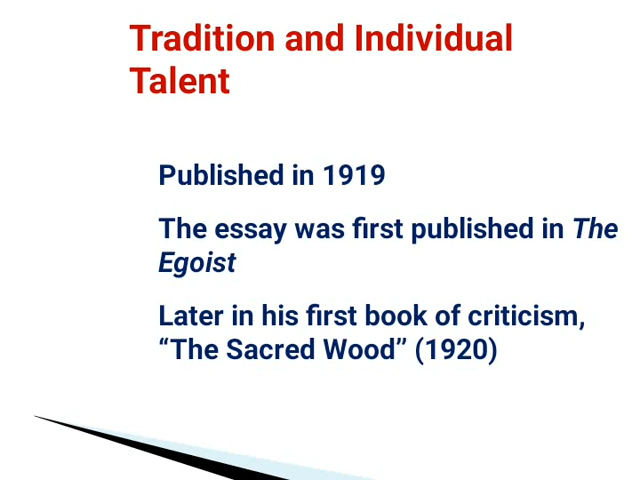 Tradition and Individual
Talent
Published in 1919
The essay was first published in The
Egoist
Later in his first book of criticism,
“The Sacred Wood” (1920)